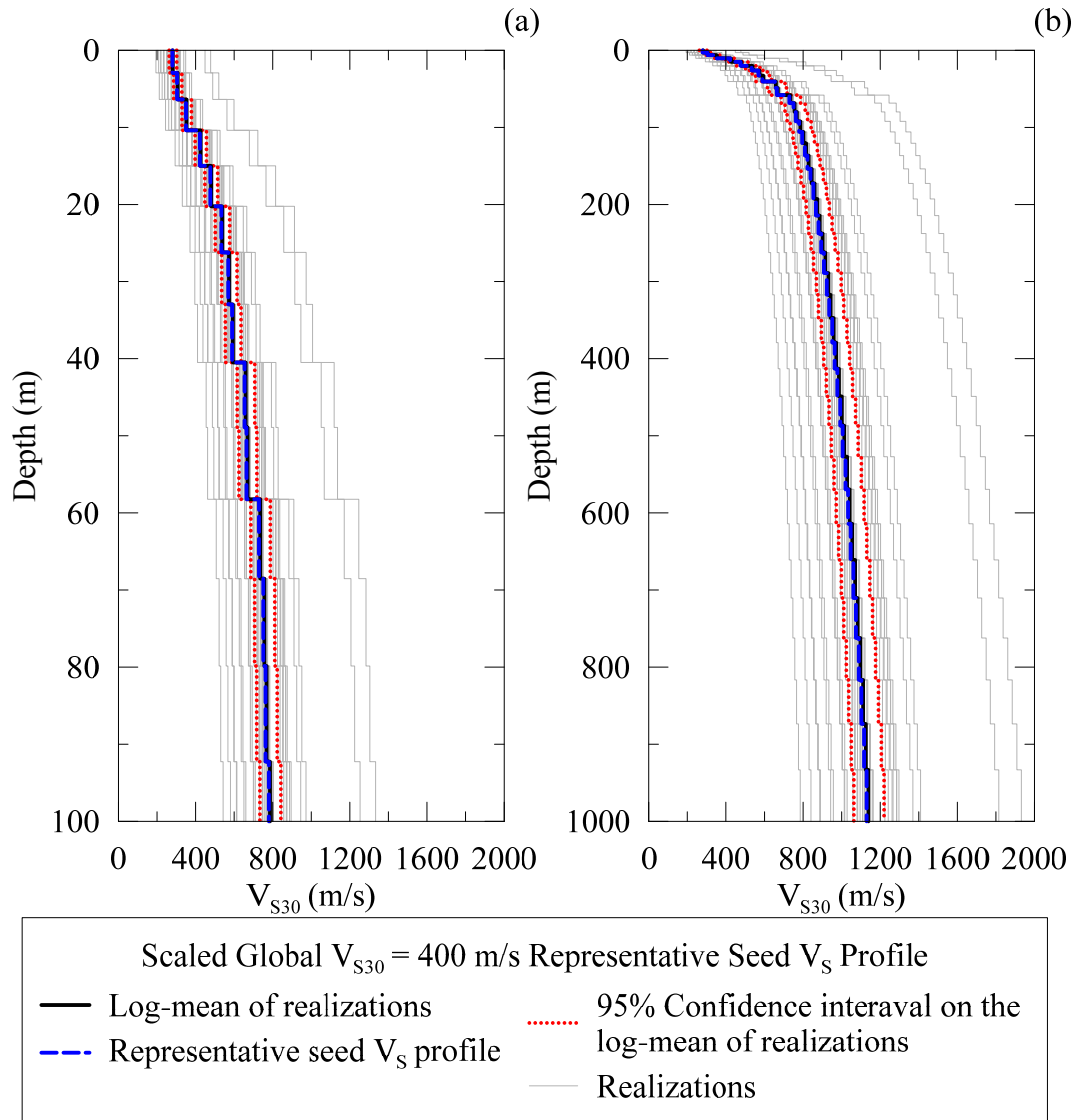 (a)
(b)
0
20
40
60
80
100
Depth (m)
0
400
800
1200
1600
2000
V_S30 (m/s)
0
200
400
600
800
1000
Depth (m)
0
400
800
1200
1600
2000
V_S30 (m/s)
Scaled Global V_S30 = 400 m/s Representative Seed V_S Profile
Log-mean of realizations
Representative seed V_S profile
95% Confidence interaval on the
log-mean of realizations
Realizations